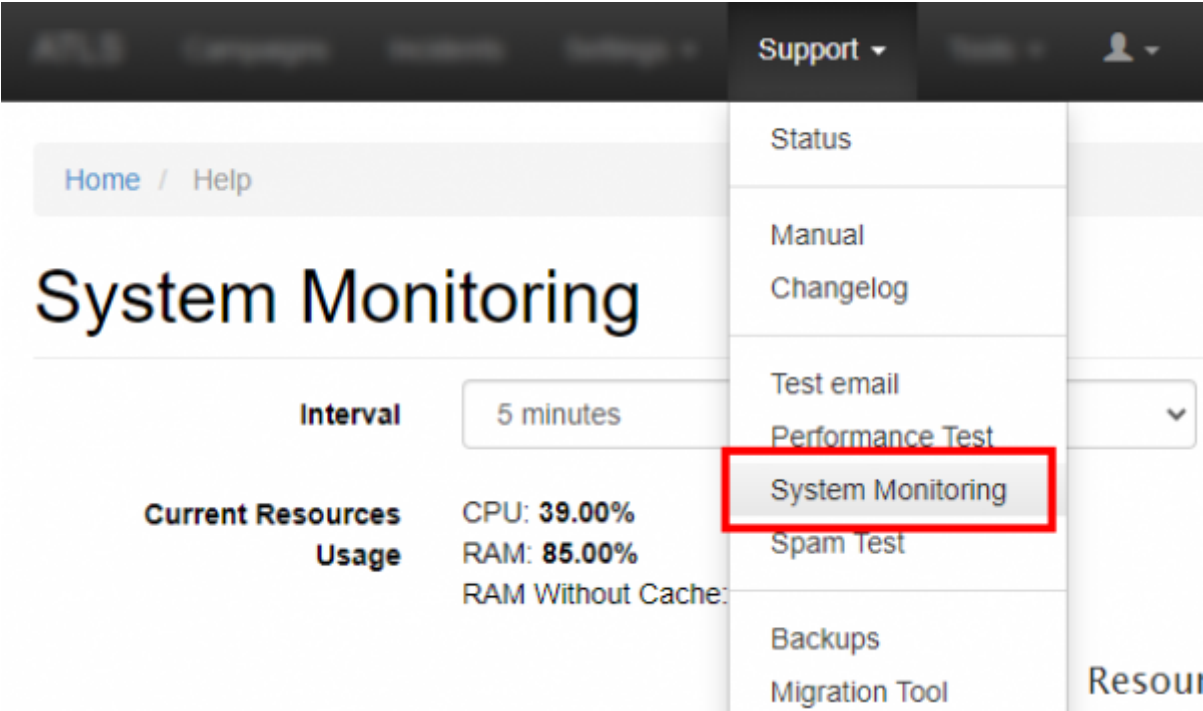 Support
Home / Help
System Monitoring
Interval
5 minutes
Current Resources
Usage
CPU: 39.00%
RAM: 85.00%
RAM Without Cache:
Status
Manual
Changelog
Test email
Performance Test
System Monitoring
Spam Test
Backups
Migration Tool